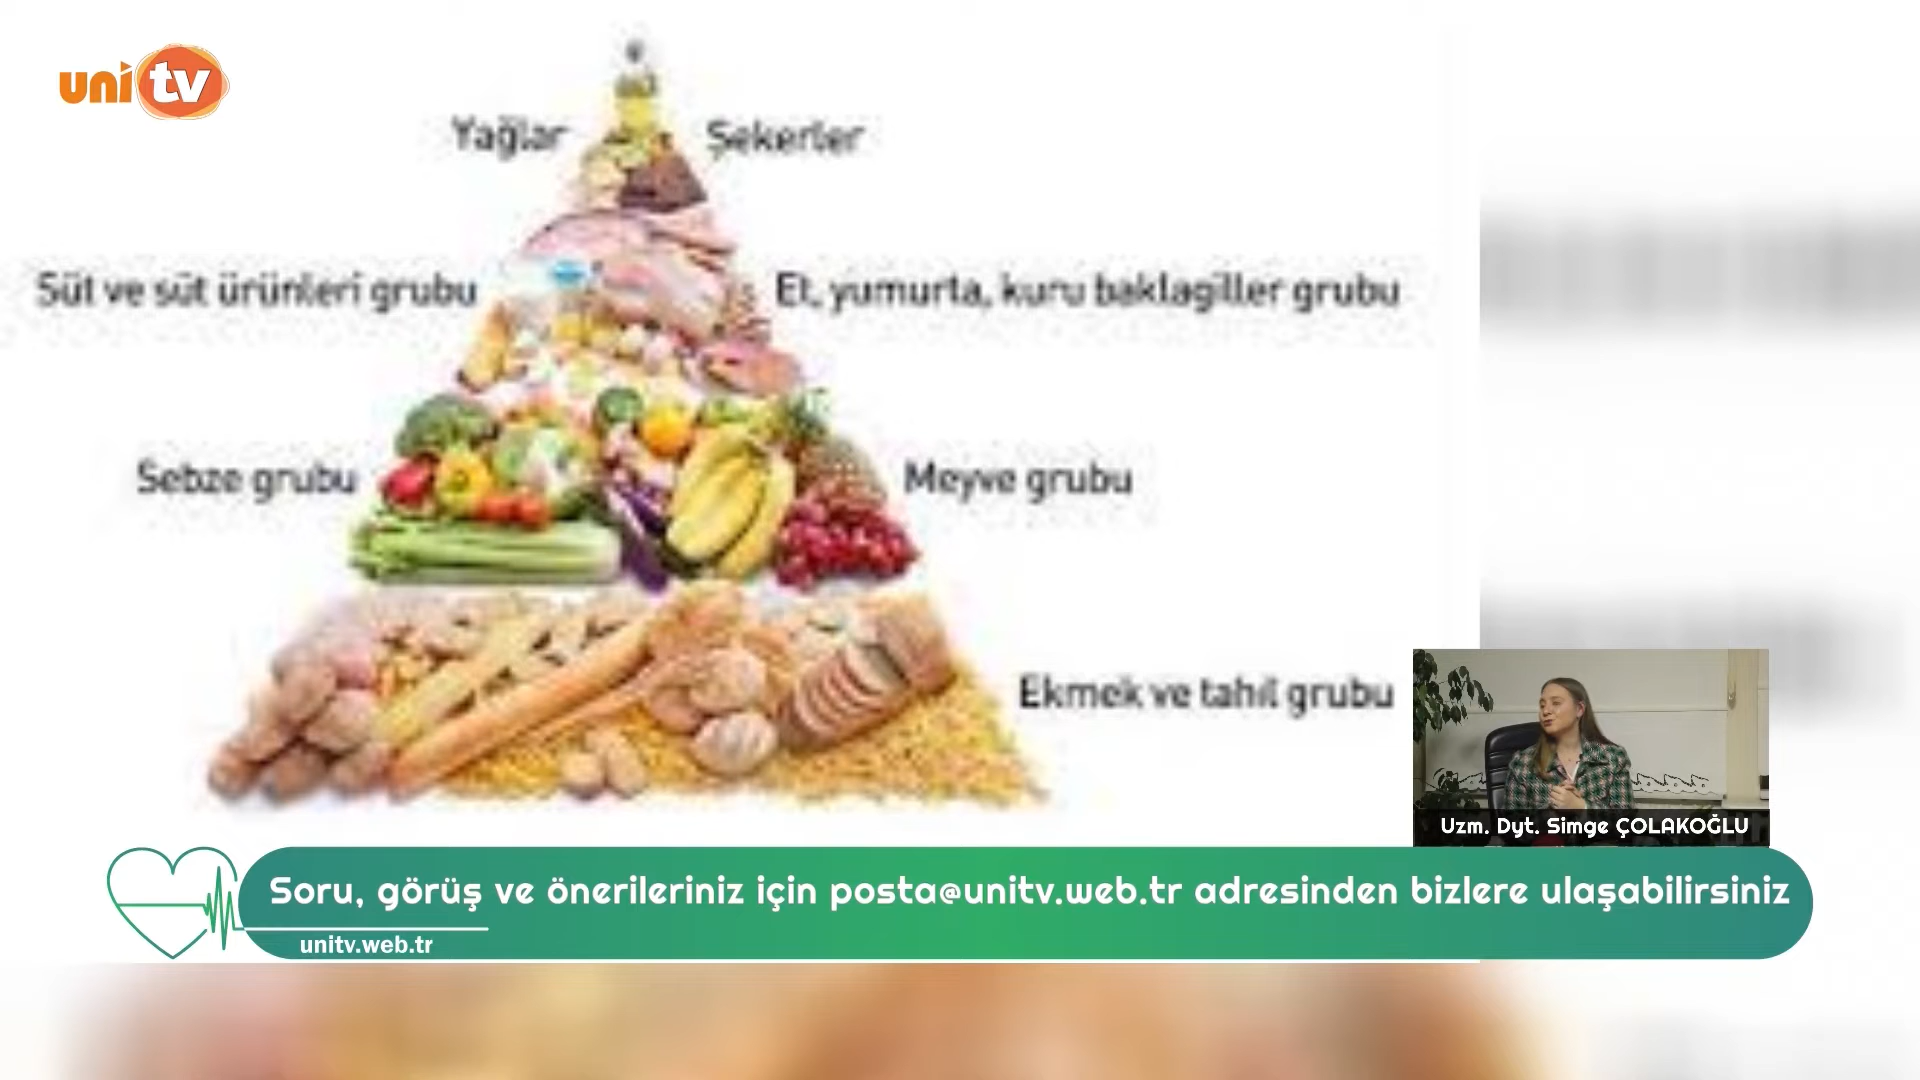 uni tv
Yağlar
Şekerler
Süt ve süt ürünleri grubu
Et, yumurta, kuru baklagiller grubu
Sebze grubu
Meyve grubu
Ekmek ve tahıl grubu
Uzm. Dyt. Simge ÇOLAKOĞLU
Soru, görüş ve önerileriniz için posta@unitv.web.tr adresinden bizlere ulaşabilirsiniz
unitv.web.tr